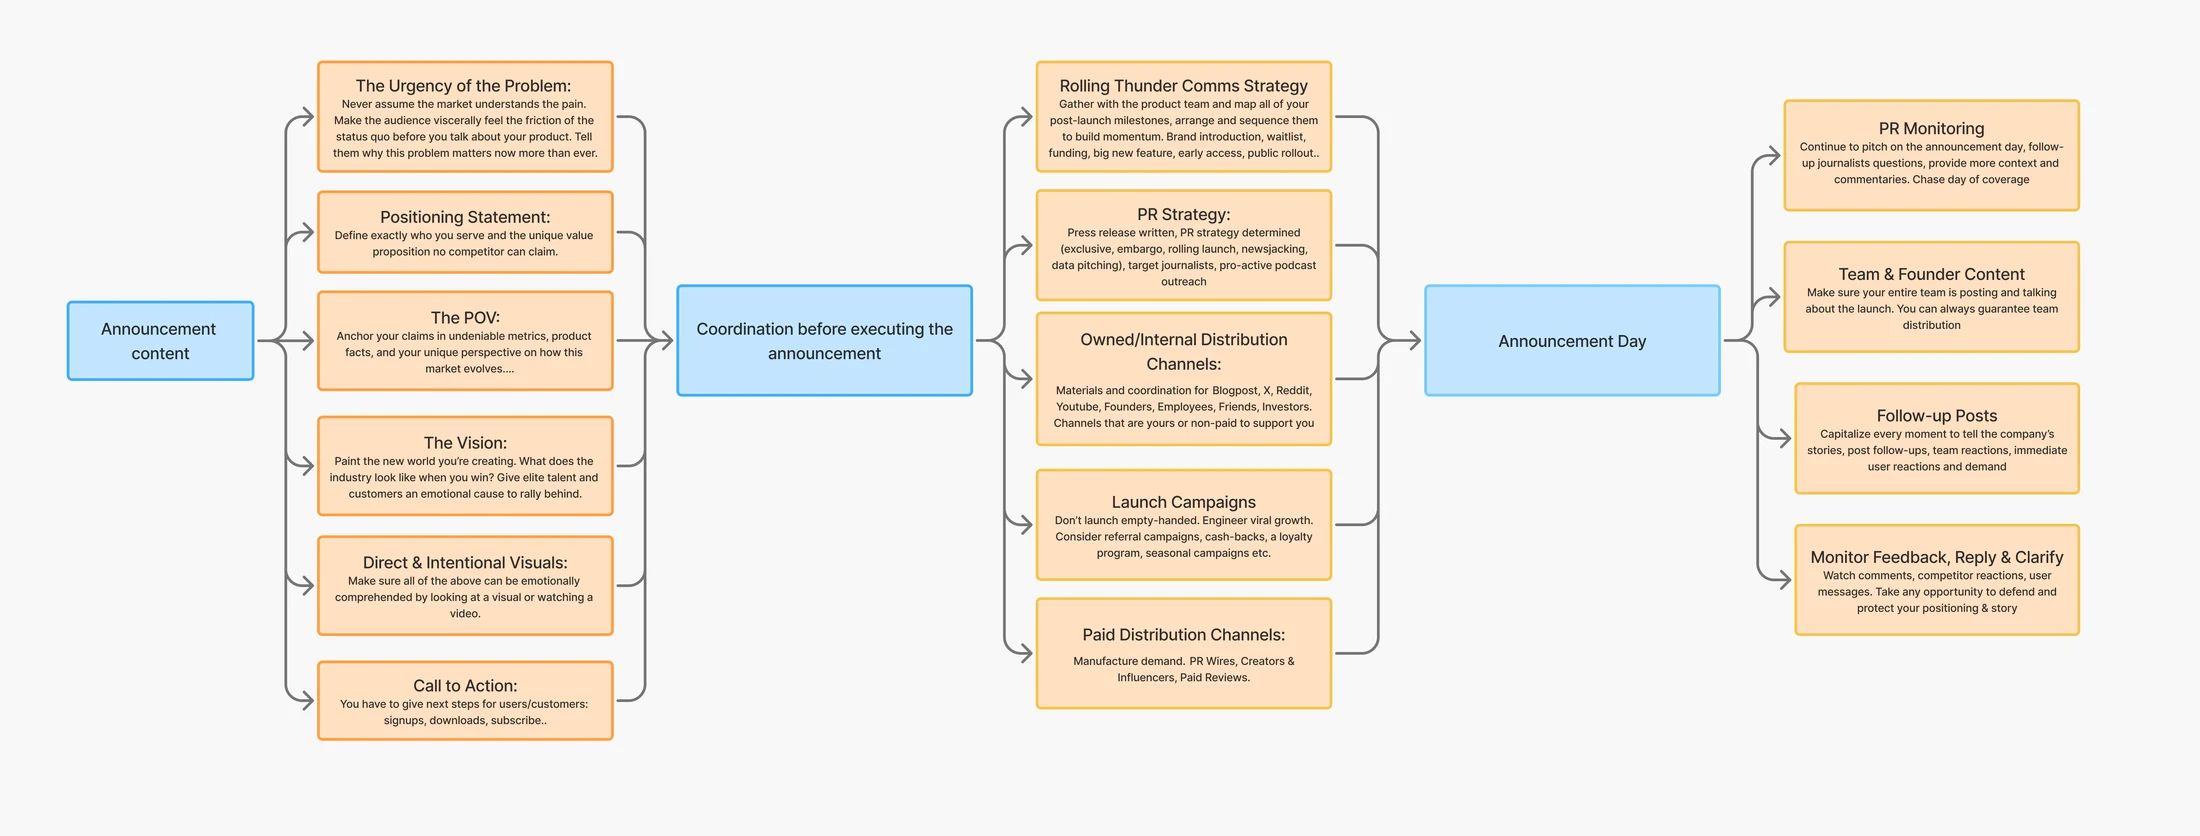 Announcement
content
The Urgency of the Problem:
Never assume the market understands the pain.
Make the audience viscerally feel the friction of the
status quo before you talk about your product. Tell
them why this problem matters now more than ever.
Positioning Statement:
Define exactly who you serve and the unique value
proposition no competitor can claim.
The POV:
Anchor your claims in undeniable metrics, product
facts, and your unique perspective on how this
market evolves....
The Vision:
Paint the new world you're creating. What does the
industry look like when you win? Give elite talent and
customers an emotional cause to rally behind.
Direct & Intentional Visuals:
Make sure all of the above can be emotionally
comprehended by looking at a visual or watching a
video.
Call to Action:
You have to give next steps for users/customers:
signups, downloads, subscribe..
Coordination before executing the
announcement
Rolling Thunder Comms Strategy
Gather with the product team and map all of your
post-launch milestones, arrange and sequence them
to build momentum. Brand introduction, waitlist,
funding, big new feature, early access, public rollout..
PR Strategy:
Press release written, PR strategy determined
(exclusive, embargo, rolling launch, newsjacking,
data pitching), target journalists, pro-active podcast
outreach
Owned/Internal Distribution
Channels:
Materials and coordination for Blogpost, X, Reddit,
Youtube, Founders, Employees, Friends, Investors.
Channels that are yours or non-paid to support you
Launch Campaigns
Don't launch empty-handed. Engineer viral growth.
Consider referral campaigns, cash-backs, a loyalty
program, seasonal campaigns etc.
Paid Distribution Channels:
Manufacture demand. PR Wires, Creators &
Influencers, Paid Reviews.
Announcement Day
PR Monitoring
Continue to pitch on the announcement day, follow-
up journalists questions, provide more context and
commentaries. Chase day of coverage
Team & Founder Content
Make sure your entire team is posting and talking
about the launch. You can always guarantee team
distribution
Follow-up Posts
Capitalize every moment to tell the company's
stories, post follow-ups, team reactions, immediate
user reactions and demand
Monitor Feedback, Reply & Clarify
Watch comments, competitor reactions, user
messages. Take any opportunity to defend and
protect your positioning & story